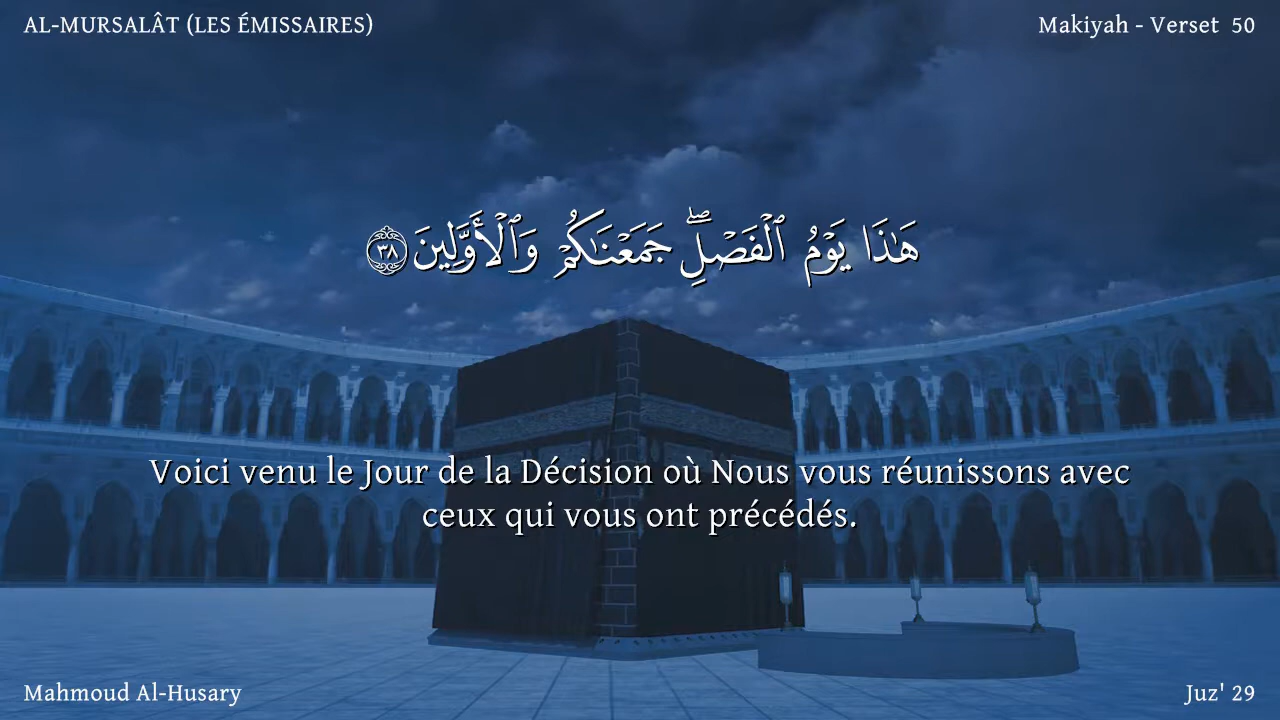 AL-MURSALÂT (LES ÉMISSAIRES)
Makiyah - Verset 50
هَٰذَا يَوْمُ ٱلْفَصْلِۖ جَمَعْنَٰكُمْ وَٱلْأَوَّلِينَ ٣٨
Voici venu le Jour de la Décision où Nous vous réunissons avec
ceux qui vous ont précédés.
Mahmoud Al-Husary
Juz' 29